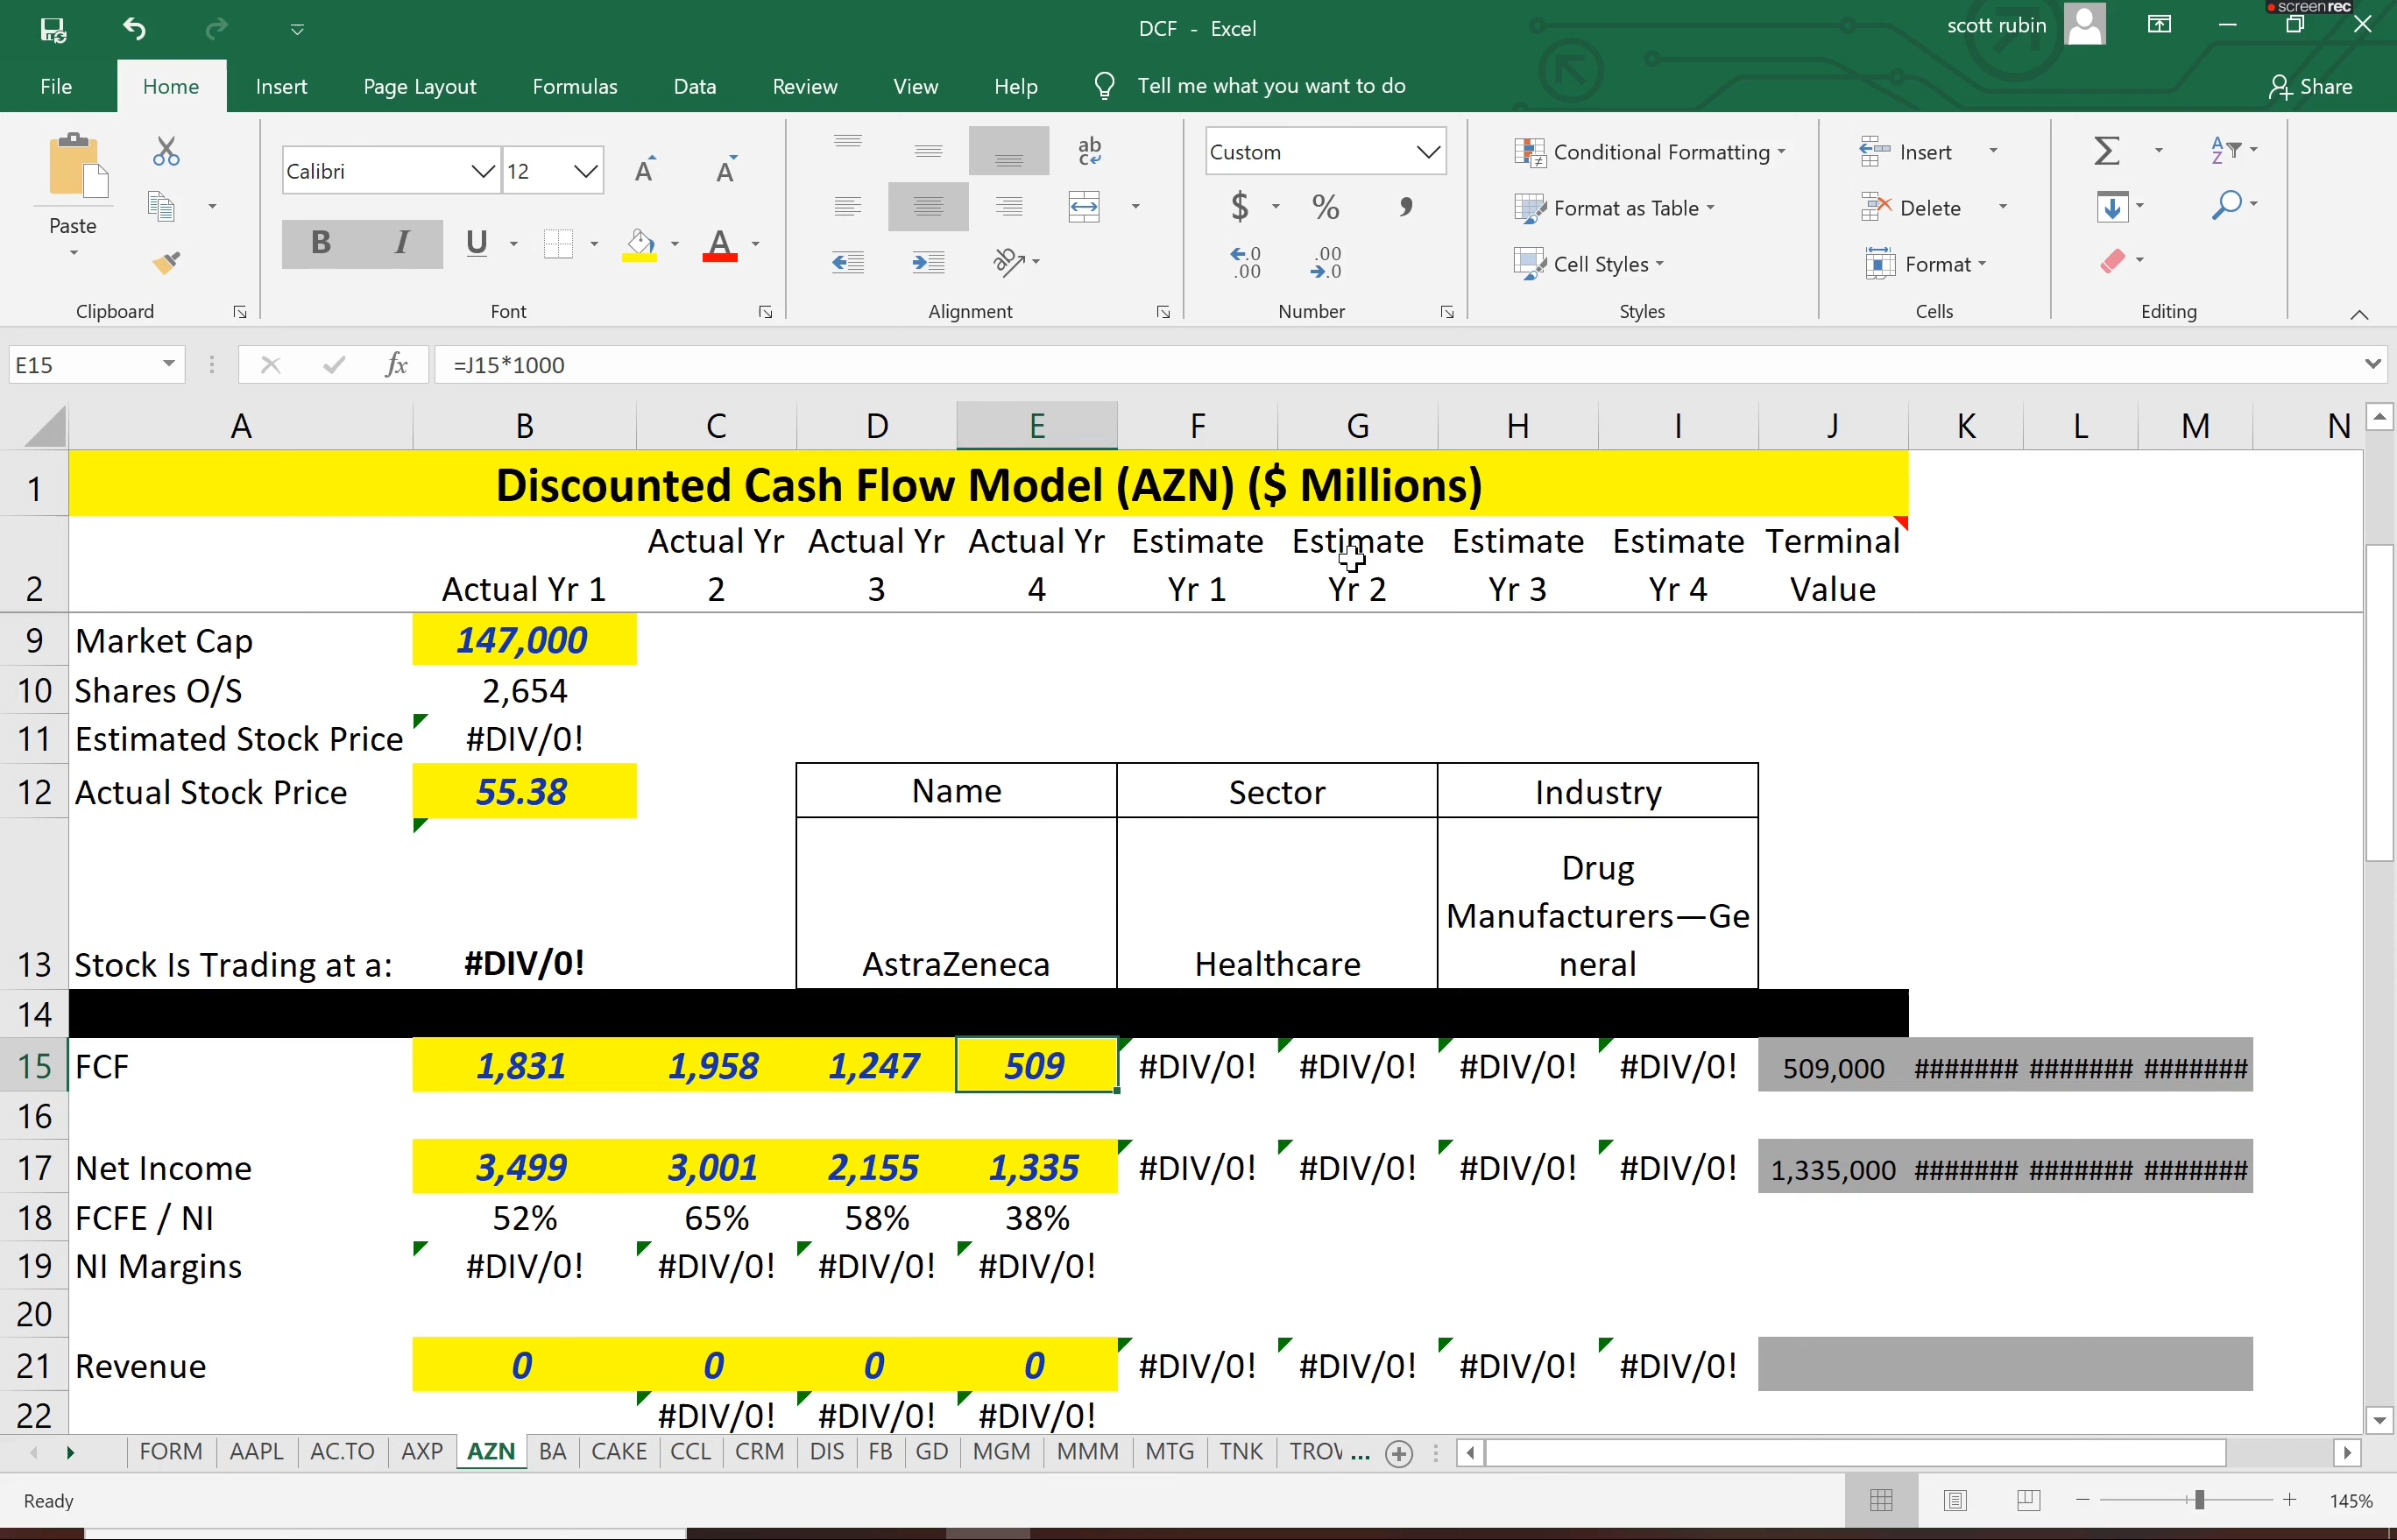 screenrec
DCF - Excel
scott rubin
File Home Insert Page Layout Formulas Data Review View Help Tell me what you want to do Share
Paste
Calibri 12
B I U A
ab c
Custom
$ % ,
Conditional Formatting
Format as Table
Cell Styles
Insert
Delete
Format
Clipboard Font Alignment Number Styles Cells Editing
E15 fx =J15*1000
A B C D E F G H I J K L M N
1 Discounted Cash Flow Model (AZN) ($ Millions)
Actual Yr Actual Yr Actual Yr Estimate Estimate Estimate Estimate Terminal
2 Actual Yr 1 2 3 4 Yr 1 Yr 2 Yr 3 Yr 4 Value
9 Market Cap 147,000
10 Shares O/S 2,654
11 Estimated Stock Price #DIV/0!
12 Actual Stock Price 55.38 Name Sector Industry
Drug
Manufacturers—Ge
13 Stock Is Trading at a: #DIV/0! AstraZeneca Healthcare neral
14
15 FCF 1,831 1,958 1,247 509 #DIV/0! #DIV/0! #DIV/0! #DIV/0! 509,000 ####### ####### #######
16
17 Net Income 3,499 3,001 2,155 1,335 #DIV/0! #DIV/0! #DIV/0! #DIV/0! 1,335,000 ####### ####### #######
18 FCFE / NI 52% 65% 58% 38%
19 NI Margins #DIV/0! #DIV/0! #DIV/0! #DIV/0!
20
21 Revenue 0 0 0 0 #DIV/0! #DIV/0! #DIV/0! #DIV/0!
22 #DIV/0! #DIV/0! #DIV/0!
FORM AAPL AC.TO AXP AZN BA CAKE CCL CRM DIS FB GD MGM MMM MTG TNK TROW ...
Ready 145%